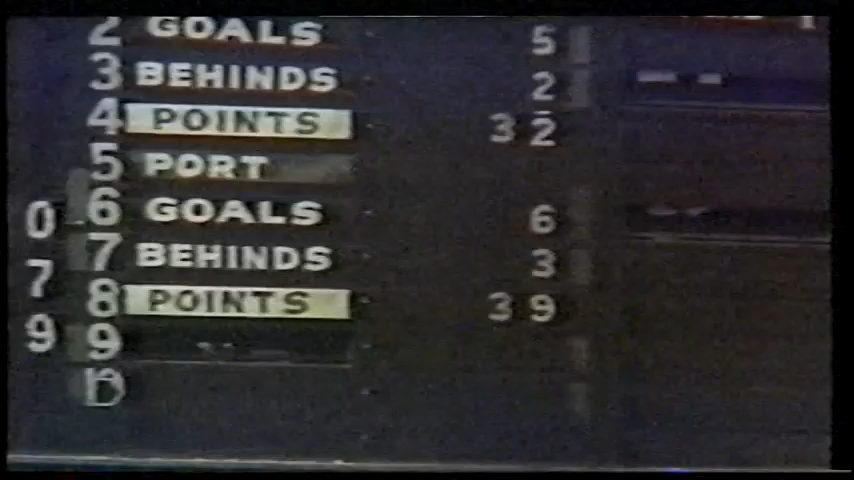 2 GOALS 5
3 BEHINDS 2
4 POINTS 32
5 PORT
0 6 GOALS 6
7 7 BEHINDS 3
8 POINTS 39
9 9
10